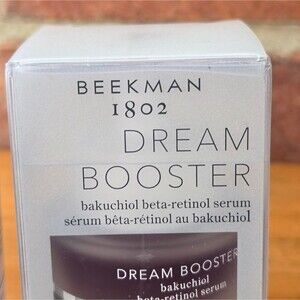 BEEKMAN
1802
DREAM
BOOSTER
bakuchiol beta-retinol serum
sérum bêta-rétinol au bakuchiol
DREAM BOOSTER
bakuchiol
beta-retinol serum